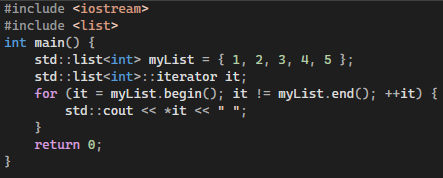 #include <iostream>
#include <list>
int main() {
    std::list<int> myList = { 1, 2, 3, 4, 5 };
    std::list<int>::iterator it;
    for (it = myList.begin(); it != myList.end(); ++it) {
        std::cout << *it << " ";
    }
    return 0;
}